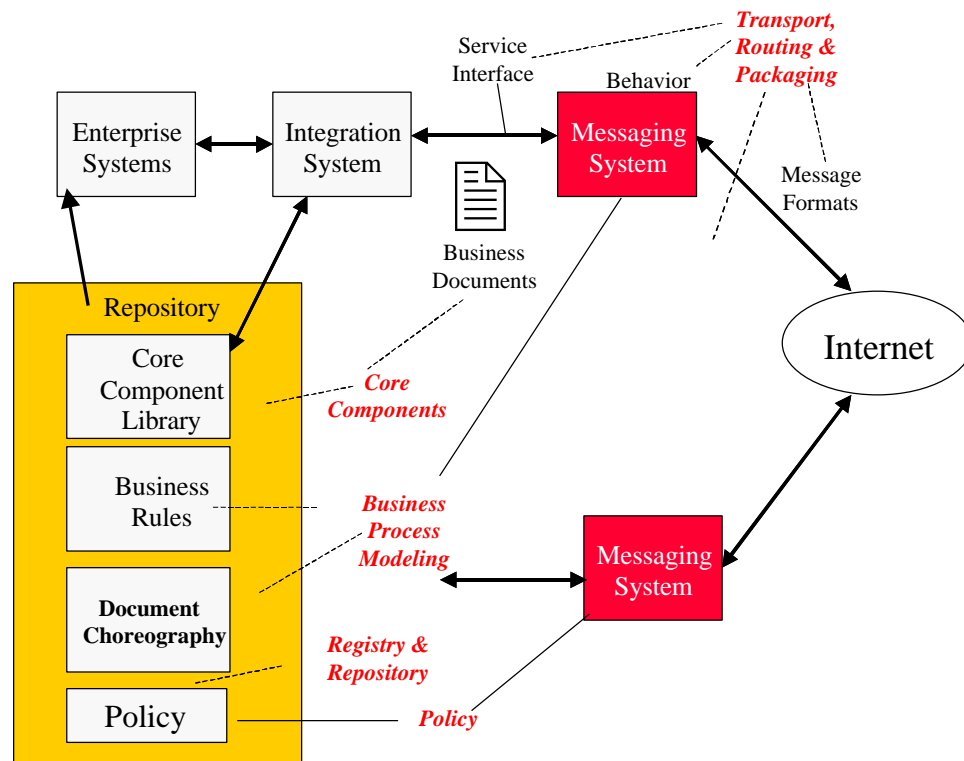 Transport,
Routing &
Packaging
Service
Interface
Behavior
Enterprise
Systems
Integration
System
Messaging
System
Message
Formats
Business
Documents
Repository
Core
Component
Library
Internet
Core
Components
Business
Rules
Business
Process
Modeling
Messaging
System
Document
Choreography
Registry &
Repository
Policy
Policy